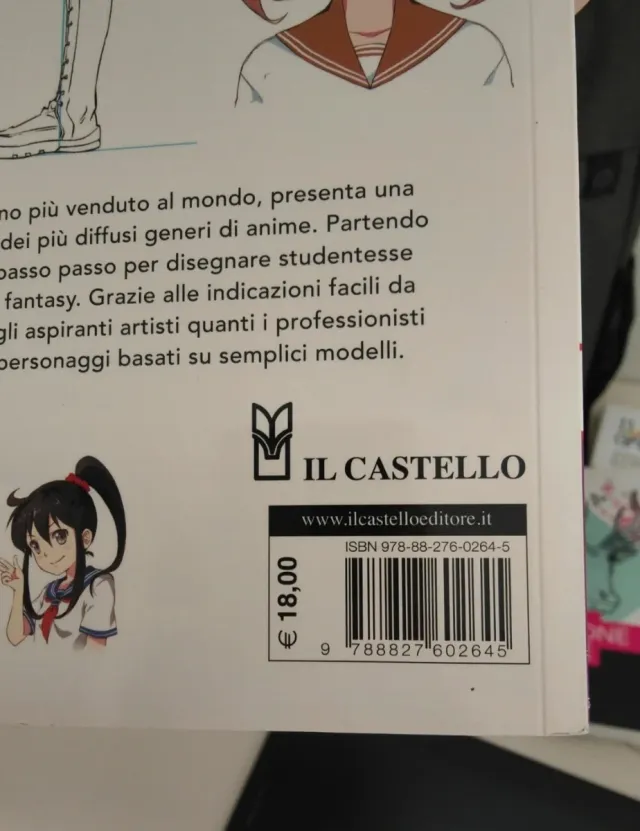 no più venduto al mondo, presenta una
dei più diffusi generi di anime. Partendo
passo passo per disegnare studentesse
fantasy. Grazie alle indicazioni facili da
gli aspiranti artisti quanti i professionisti
personaggi basati su semplici modelli.
IL CASTELLO
www.ilcastelloeditore.it
ISBN 978-88-276-0264-5
€ 18,00
9 788827 602645